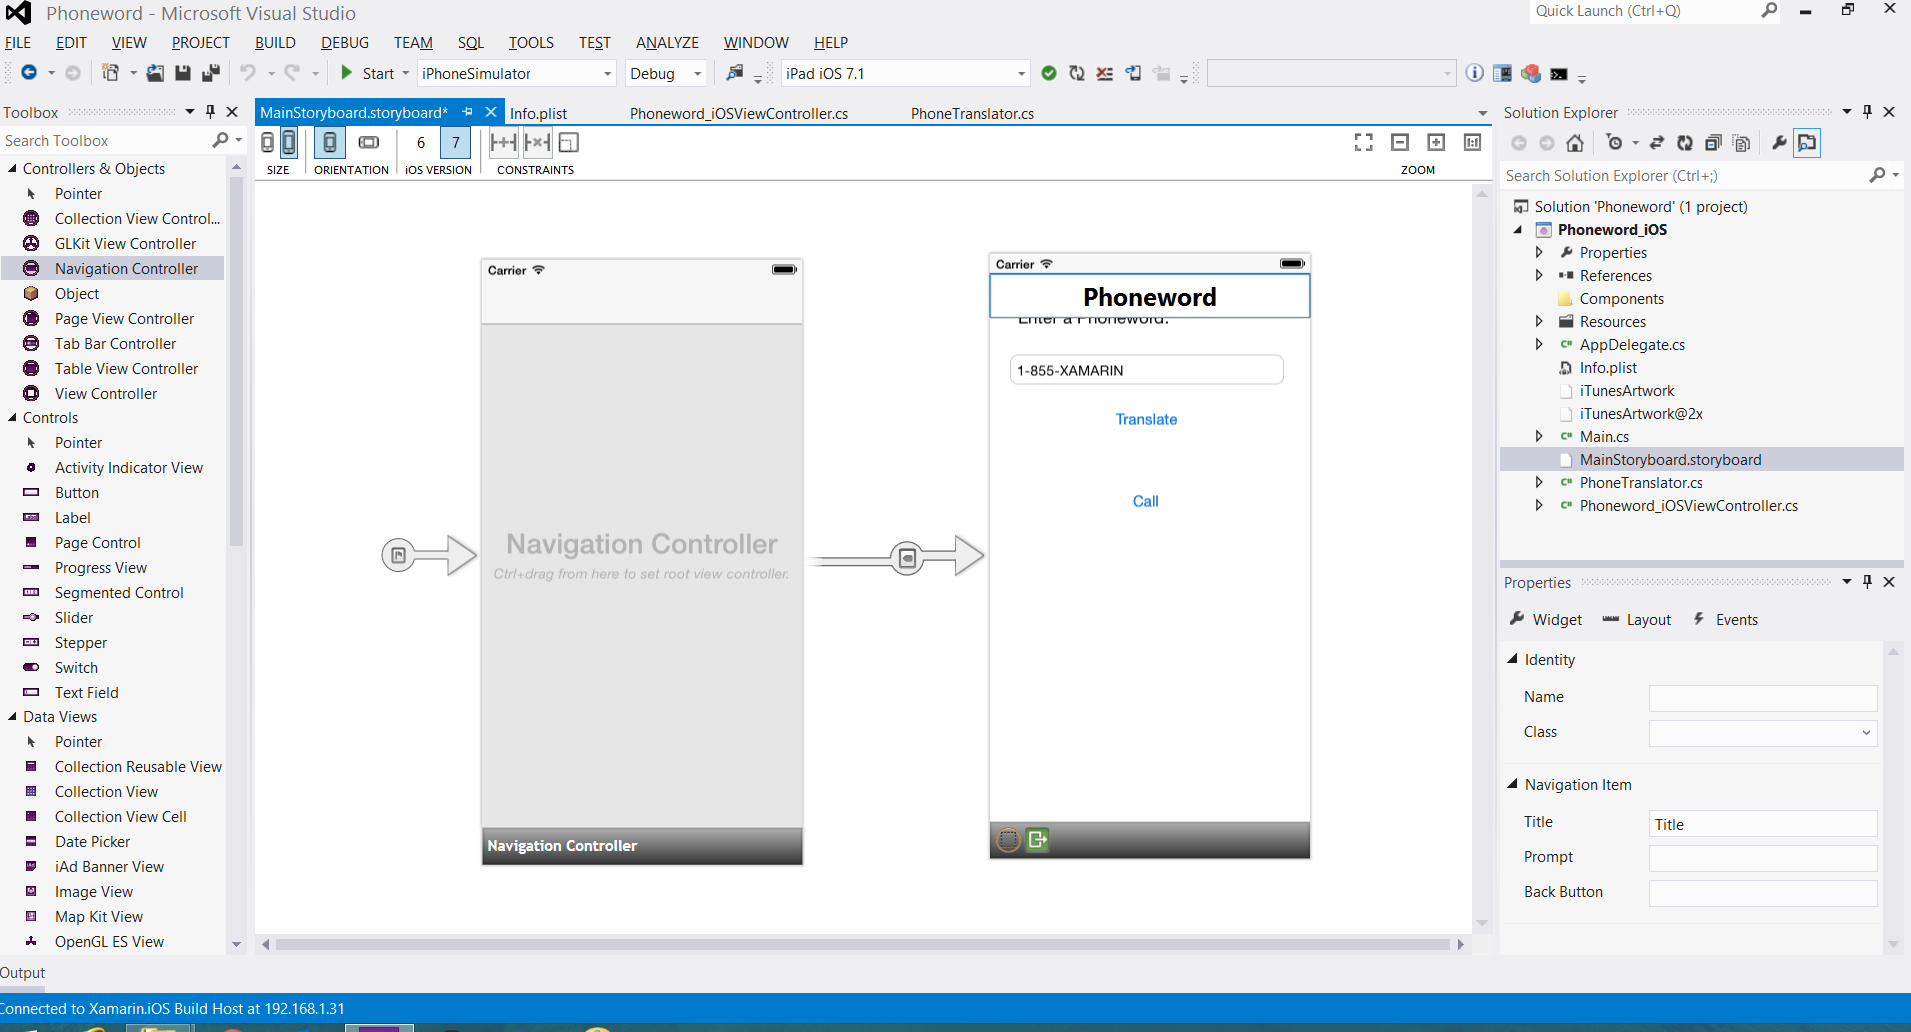 Phoneword - Microsoft Visual Studio
Quick Launch (Ctrl+Q)
FILE EDIT VIEW PROJECT BUILD DEBUG TEAM SQL TOOLS TEST ANALYZE WINDOW HELP
Start iPhoneSimulator Debug iPad iOS 7.1
Toolbox
Search Toolbox
Controllers & Objects
Pointer
Collection View Control...
GLKit View Controller
Navigation Controller
Object
Page View Controller
Tab Bar Controller
Table View Controller
View Controller
Controls
Pointer
Activity Indicator View
Button
Label
Page Control
Progress View
Segmented Control
Slider
Stepper
Switch
Text Field
Data Views
Pointer
Collection Reusable View
Collection View
Collection View Cell
Date Picker
iAd Banner View
Image View
Map Kit View
OpenGL ES View
MainStoryboard.storyboard* Info.plist Phoneword_iOSViewController.cs PhoneTranslator.cs
6 7
SIZE ORIENTATION iOS VERSION CONSTRAINTS ZOOM
Carrier
Navigation Controller
Ctrl+drag from here to set root view controller.
Navigation Controller
Carrier
Phoneword
Enter a Phoneword:
1-855-XAMARIN
Translate
Call
Solution Explorer
Search Solution Explorer (Ctrl+;)
Solution 'Phoneword' (1 project)
Phoneword_iOS
Properties
References
Components
Resources
AppDelegate.cs
Info.plist
iTunesArtwork
iTunesArtwork@2x
Main.cs
MainStoryboard.storyboard
PhoneTranslator.cs
Phoneword_iOSViewController.cs
Properties
Widget Layout Events
Identity
Name
Class
Navigation Item
Title Title
Prompt
Back Button
Output
Connected to Xamarin.iOS Build Host at 192.168.1.31